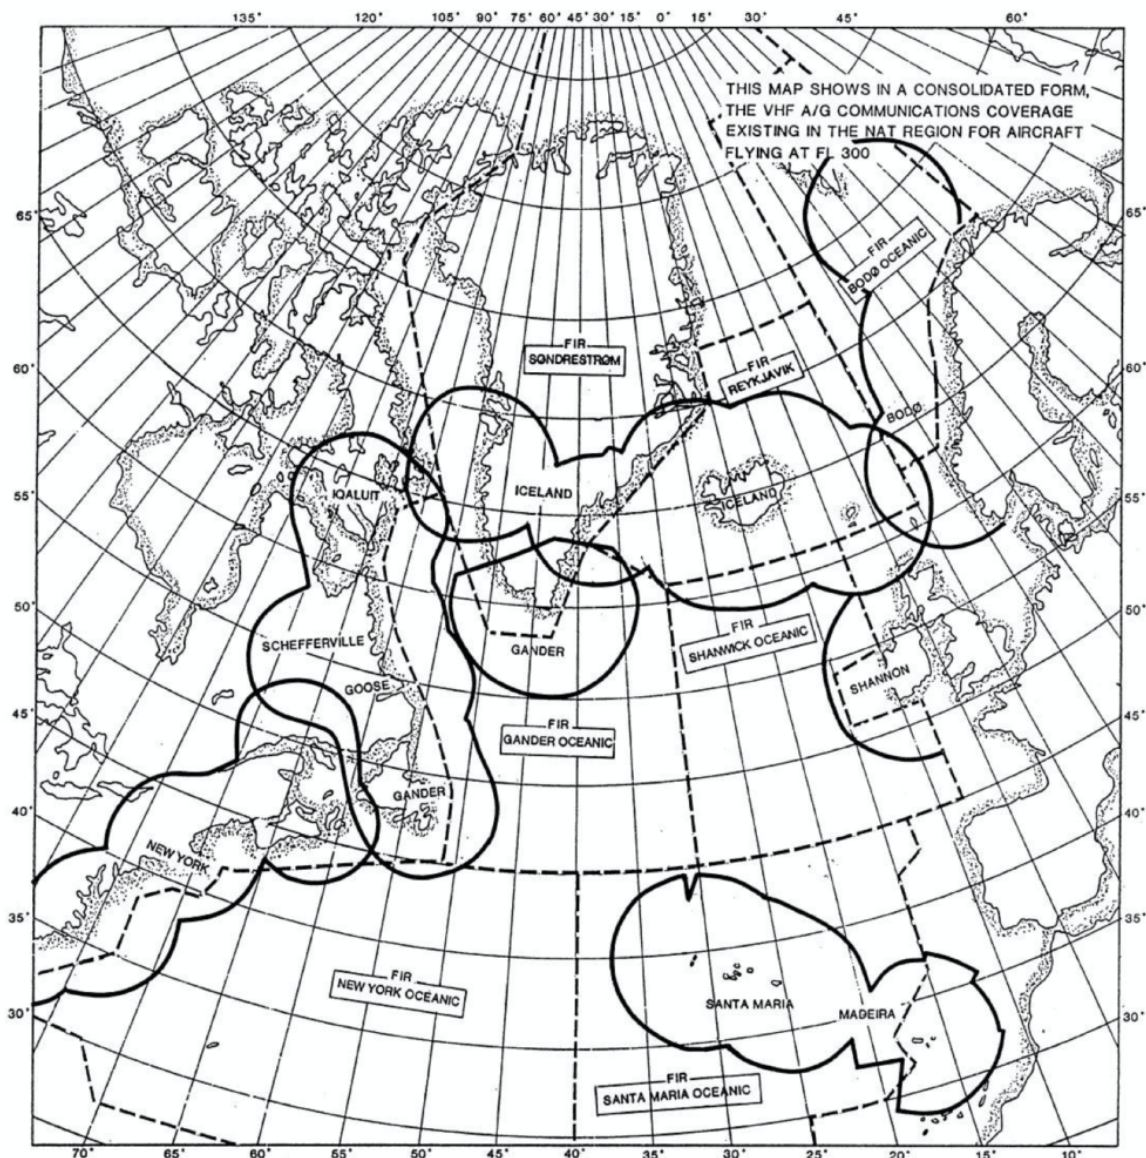 135° 120° 105° 90° 75° 60° 45° 30° 15° 0° 15° 30° 45° 60°
THIS MAP SHOWS IN A CONSOLIDATED FORM,
THE VHF A/G COMMUNICATIONS COVERAGE
EXISTING IN THE NAT REGION FOR AIRCRAFT
FLYING AT FL 300
65° 65°
FIR
BODØ OCEANIC
FIR
SØNDRESTRØM
FIR
REYKJAVIK
60° 60°
BODØ
IQALUIT
ICELAND
ICELAND
55° 55°
50° 50°
SCHEFFERVILLE
GANDER
FIR
SHANWICK OCEANIC
SHANNON
GOOSE
45° 45°
FIR
GANDER OCEANIC
GANDER
40° 40°
NEW YORK
35° 35°
FIR
NEW YORK OCEANIC
SANTA MARIA
MADEIRA
30° 30°
FIR
SANTA MARIA OCEANIC
70° 65° 60° 55° 50° 45° 40° 35° 30° 25° 20° 15° 10°